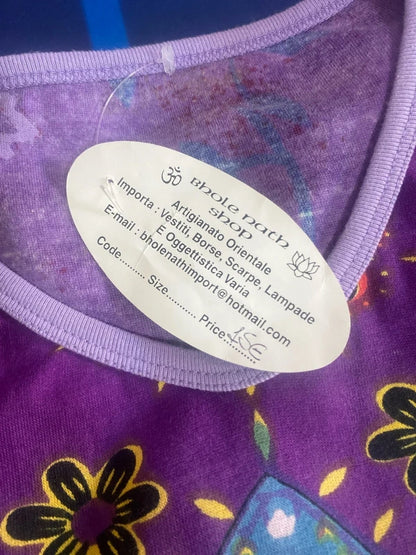 ॐ Bhole nath
shop
Artigianato Orientale
Importa : Vestiti, Borse, Scarpe, Lampade
E Oggettistica Varia
E-mail : bholenathimport@hotmail.com
Code......... Size........... Price 15€